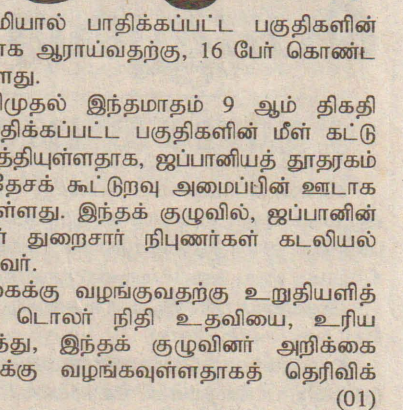 மியால் பாதிக்கப்பட்ட பகுதிகளின்
ாக ஆராய்வதற்கு, 16 பேர் கொண்ட
ளது.
ிமுதல் இந்தமாதம் 9 ஆம் திகதி
திக்கப்பட்ட பகுதிகளின் மீள் கட்டு
த்தியுள்ளதாக, ஜப்பானியத் தூதரகம்
தேசக் கூட்டுறவு அமைப்பின் ஊடாக
ள்ளது. இந்தக் குழுவில், ஜப்பானின்
் துறைசார் நிபுணர்கள் கடலியல்
வர்.
கைக்கு வழங்குவதற்கு உறுதியளித்
டொலர் நிதி உதவியை, உரிய
த்து, இந்தக் குழுவினர் அறிக்கை
க்கு வழங்கவுள்ளதாகத் தெரிவிக்
(01)